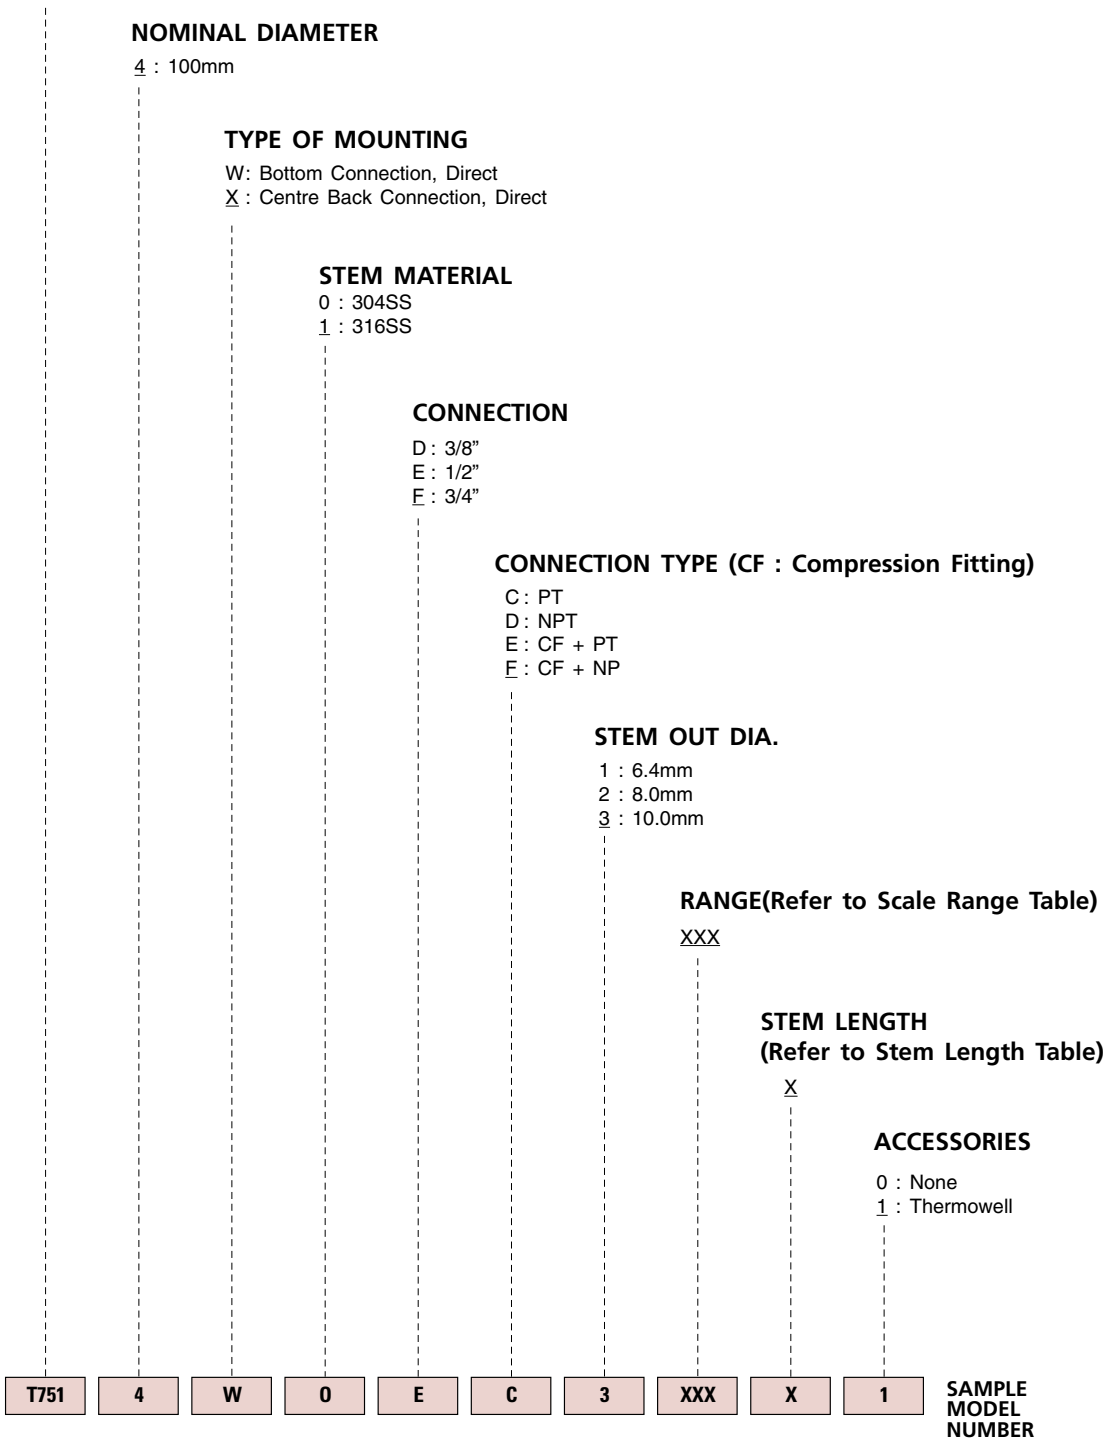 NOMINAL DIAMETER
4 : 100mm
TYPE OF MOUNTING
W: Bottom Connection, Direct
X : Centre Back Connection, Direct
STEM MATERIAL
0 : 304SS
1 : 316SS
CONNECTION
D : 3/8”
E : 1/2”
F : 3/4”
CONNECTION TYPE (CF : Compression Fitting)
C : PT
D : NPT
E : CF + PT
F : CF + NP
STEM OUT DIA.
1 : 6.4mm
2 : 8.0mm
3 : 10.0mm
RANGE(Refer to Scale Range Table)
XXX
STEM LENGTH
(Refer to Stem Length Table)
X
ACCESSORIES
0 : None
1 : Thermowell
T751 4 W 0 E C 3 XXX X 1
SAMPLE
MODEL
NUMBER